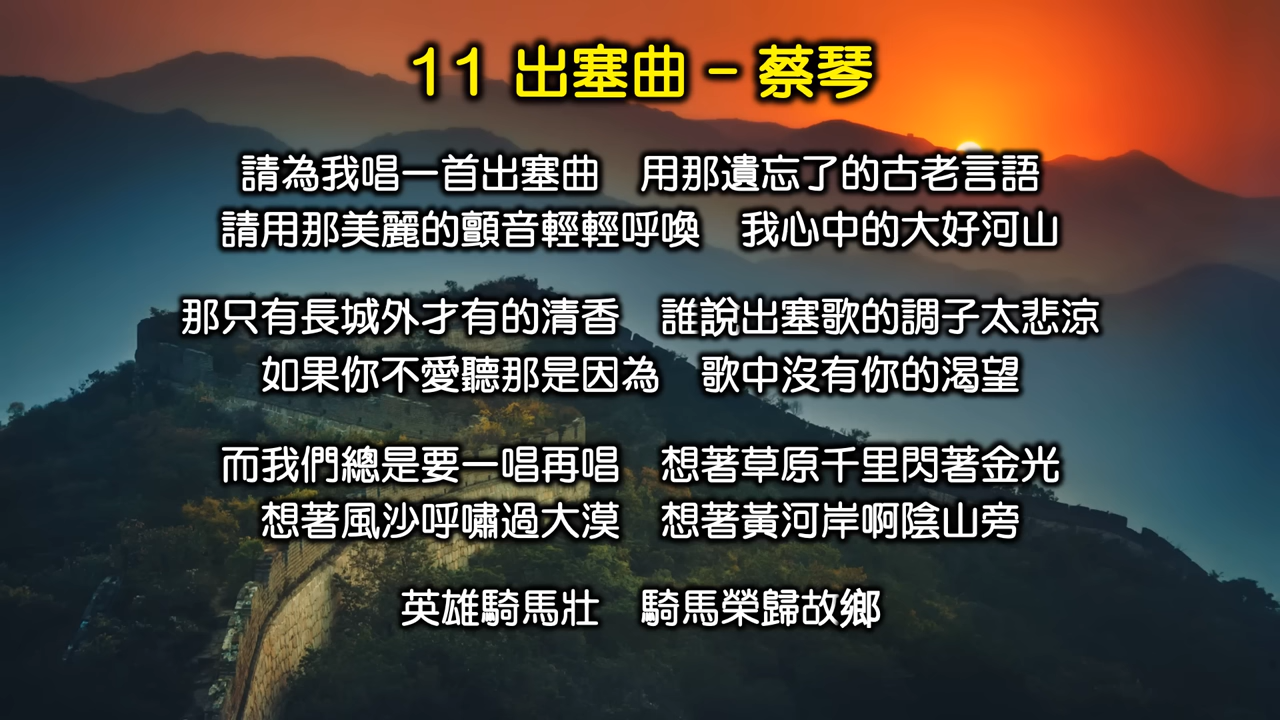 11 出塞曲 – 蔡琴
請為我唱一首出塞曲　用那遺忘了的古老言語
請用那美麗的顫音輕輕呼喚　我心中的大好河山
那只有長城外才有的清香　誰說出塞歌的調子太悲涼
如果你不愛聽那是因為　歌中沒有你的渴望
而我們總是要一唱再唱　想著草原千里閃著金光
想著風沙呼嘯過大漠　想著黃河岸啊陰山旁
英雄騎馬壯　騎馬榮歸故鄉